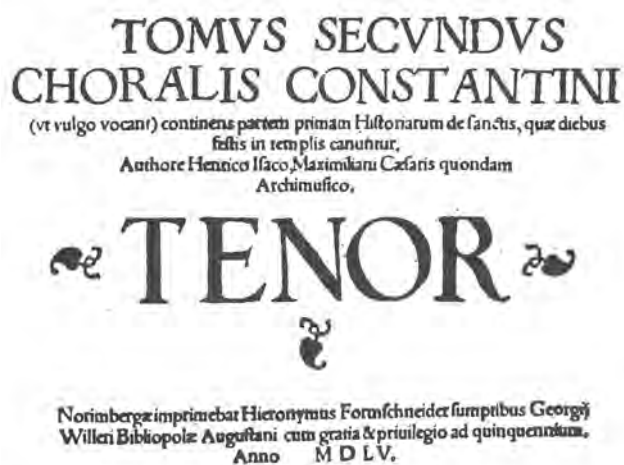 TOMVS SECVNDVS
CHORALIS CONSTANTINI
(vt vulgo vocant) continens partem primam Historiarum de sanctis, quæ diebus
festis in templis canuntur,
Authore Henrico Isaco, Maximiliani Cæsaris quondam
Archimusico,
TENOR
Norimbergæ imprimebat Hieronymus Formschneider sumptibus Georgij
Willeri Bibliopolæ Augustani cum gratia & priuilegio ad quinquennium,
Anno M D L V.